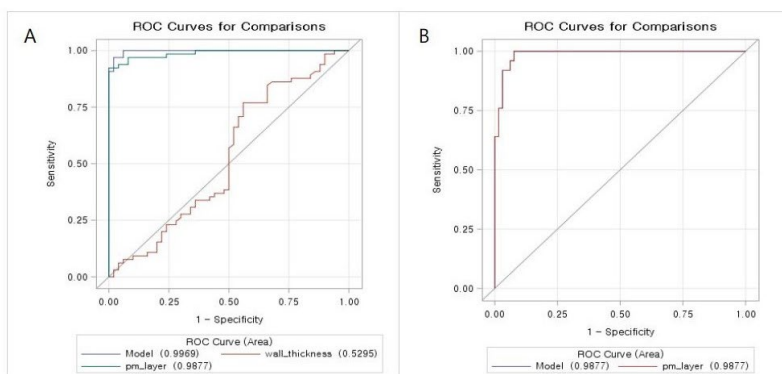 A
ROC Curves for Comparisons
1.00
0.75
0.50
0.25
0.00
Sensitivity
0.00 0.25 0.50 0.75 1.00
1 - Specificity
ROC Curve (Area)
Model (0.9969) wall_thickness (0.5295)
pm_layer (0.9877)
B
ROC Curves for Comparisons
1.00
0.75
0.50
0.25
0.00
Sensitivity
0.00 0.25 0.50 0.75 1.00
1 - Specificity
ROC Curve (Area)
Model (0.9877) pm_layer (0.9877)